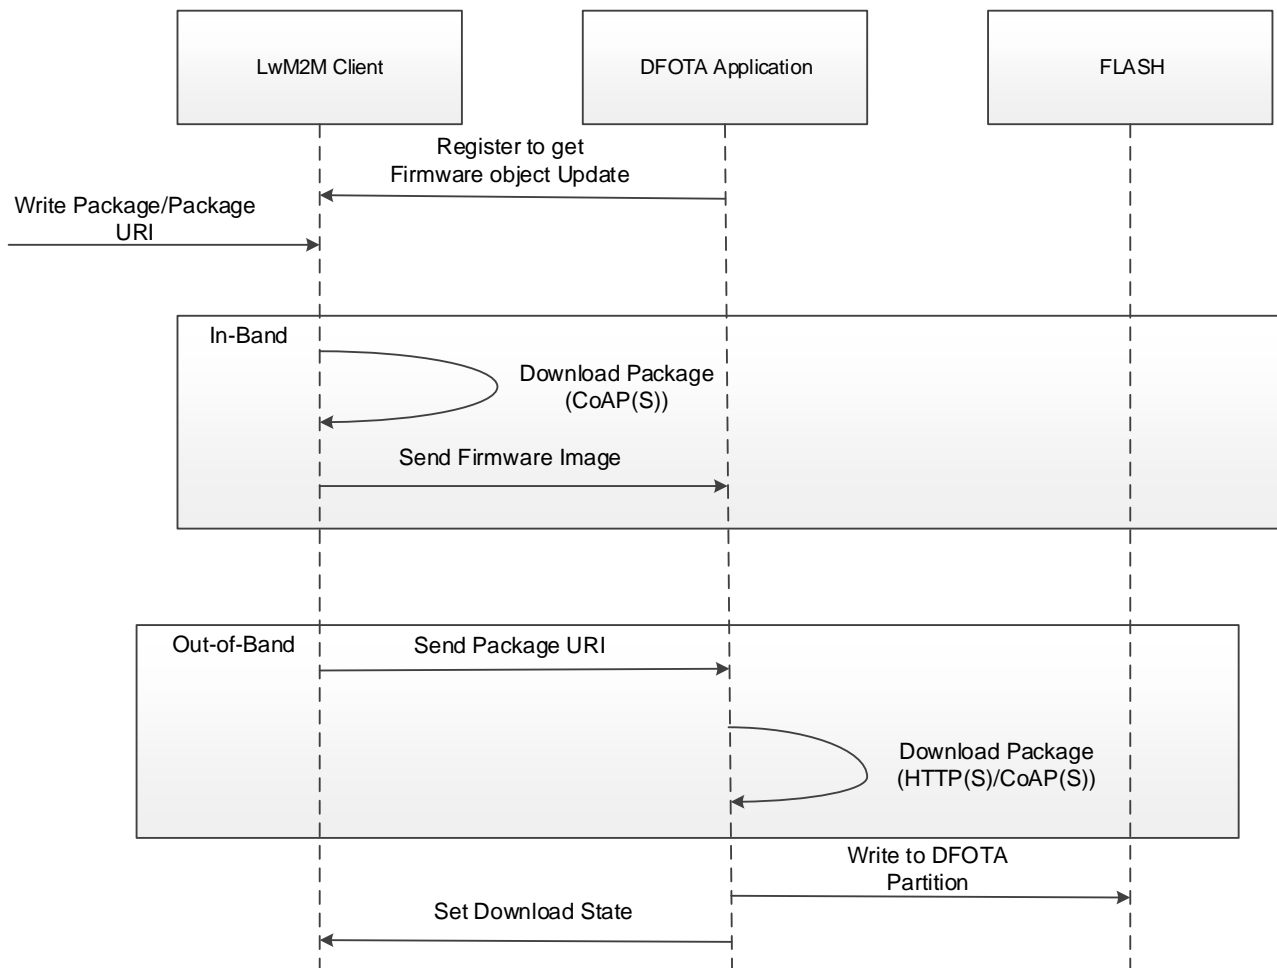 LwM2M Client
DFOTA Application
FLASH
Register to get
Firmware object Update
Write Package/Package
URI
In-Band
Download Package
(CoAP(S))
Send Firmware Image
Out-of-Band
Send Package URI
Download Package
(HTTP(S)/CoAP(S))
Write to DFOTA
Partition
Set Download State